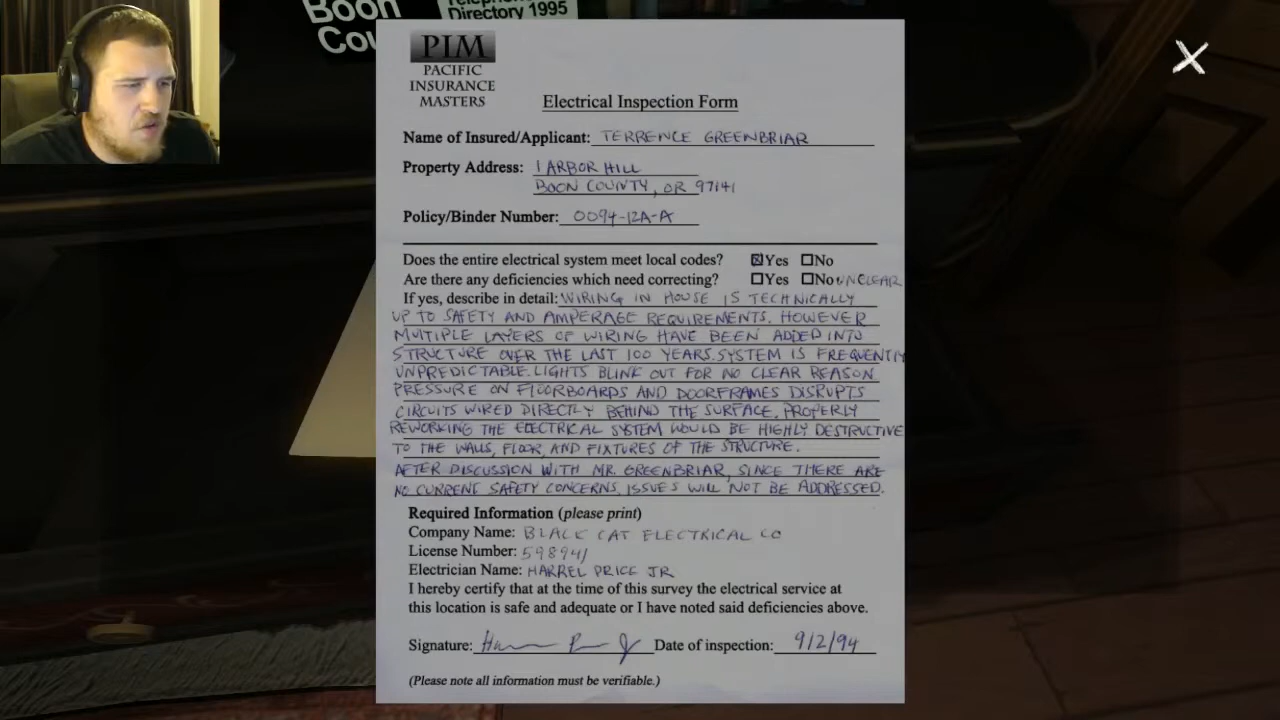 Boon
Cou
Directory 1995
PIM
PACIFIC
INSURANCE
MASTERS
Electrical Inspection Form
Name of Insured/Applicant: TERRENCE GREENBRIAR
Property Address: 1 ARBOR HILL
BOON COUNTY, OR 97141
Policy/Binder Number: 0094-12A-A
Does the entire electrical system meet local codes? ☒Yes ☐No
Are there any deficiencies which need correcting? ☐Yes ☐No UNCLEAR
If yes, describe in detail: WIRING IN HOUSE IS TECHNICALLY
UP TO SAFETY AND AMPERAGE REQUIREMENTS. HOWEVER
MULTIPLE LAYERS OF WIRING HAVE BEEN ADDED INTO
STRUCTURE OVER THE LAST 100 YEARS. SYSTEM IS FREQUENTLY
UNPREDICTABLE. LIGHTS BLINK OUT FOR NO CLEAR REASON.
PRESSURE ON FLOORBOARDS AND DOORFRAMES DISRUPTS
CIRCUITS WIRED DIRECTLY BEHIND THE SURFACE. PROPERLY
REWORKING THE ELECTRICAL SYSTEM WOULD BE HIGHLY DESTRUCTIVE
TO THE WALLS, FLOOR, AND FIXTURES OF THE STRUCTURE.
AFTER DISCUSSION WITH MR. GREENBRIAR, SINCE THERE ARE
NO CURRENT SAFETY CONCERNS, ISSUES WILL NOT BE ADDRESSED.
Required Information (please print)
Company Name: BLACK CAT ELECTRICAL CO
License Number: 598941
Electrician Name: HARREL PRICE JR
I hereby certify that at the time of this survey the electrical service at
this location is safe and adequate or I have noted said deficiencies above.
Signature: Date of inspection: 9/2/94
(Please note all information must be verifiable.)